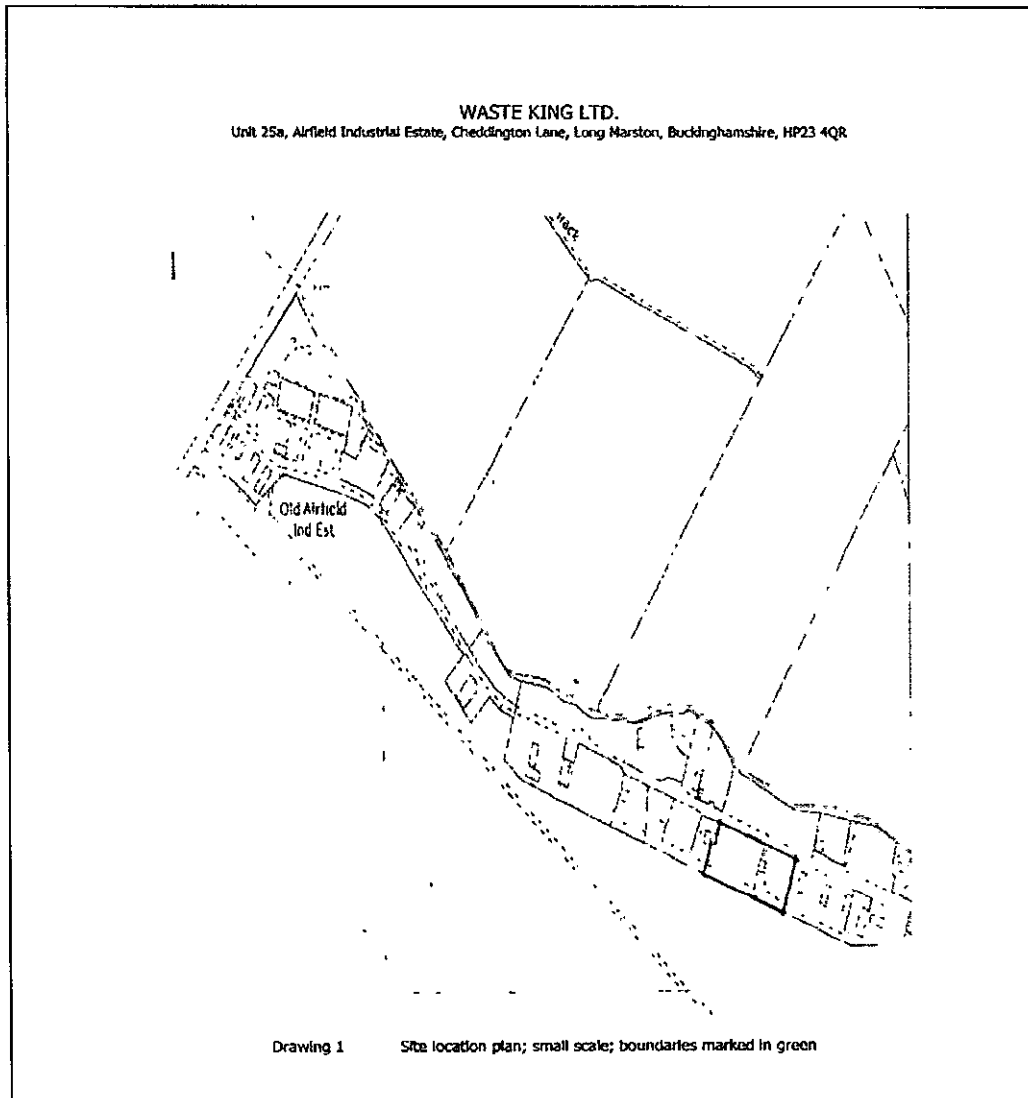 WASTE KING LTD.
Unit 25a, Airfield Industrial Estate, Cheddington Lane, Long Marston, Buckinghamshire, HP23 4QR
Old Airfield
Ind Est
Drawing 1 Site location plan; small scale; boundaries marked in green